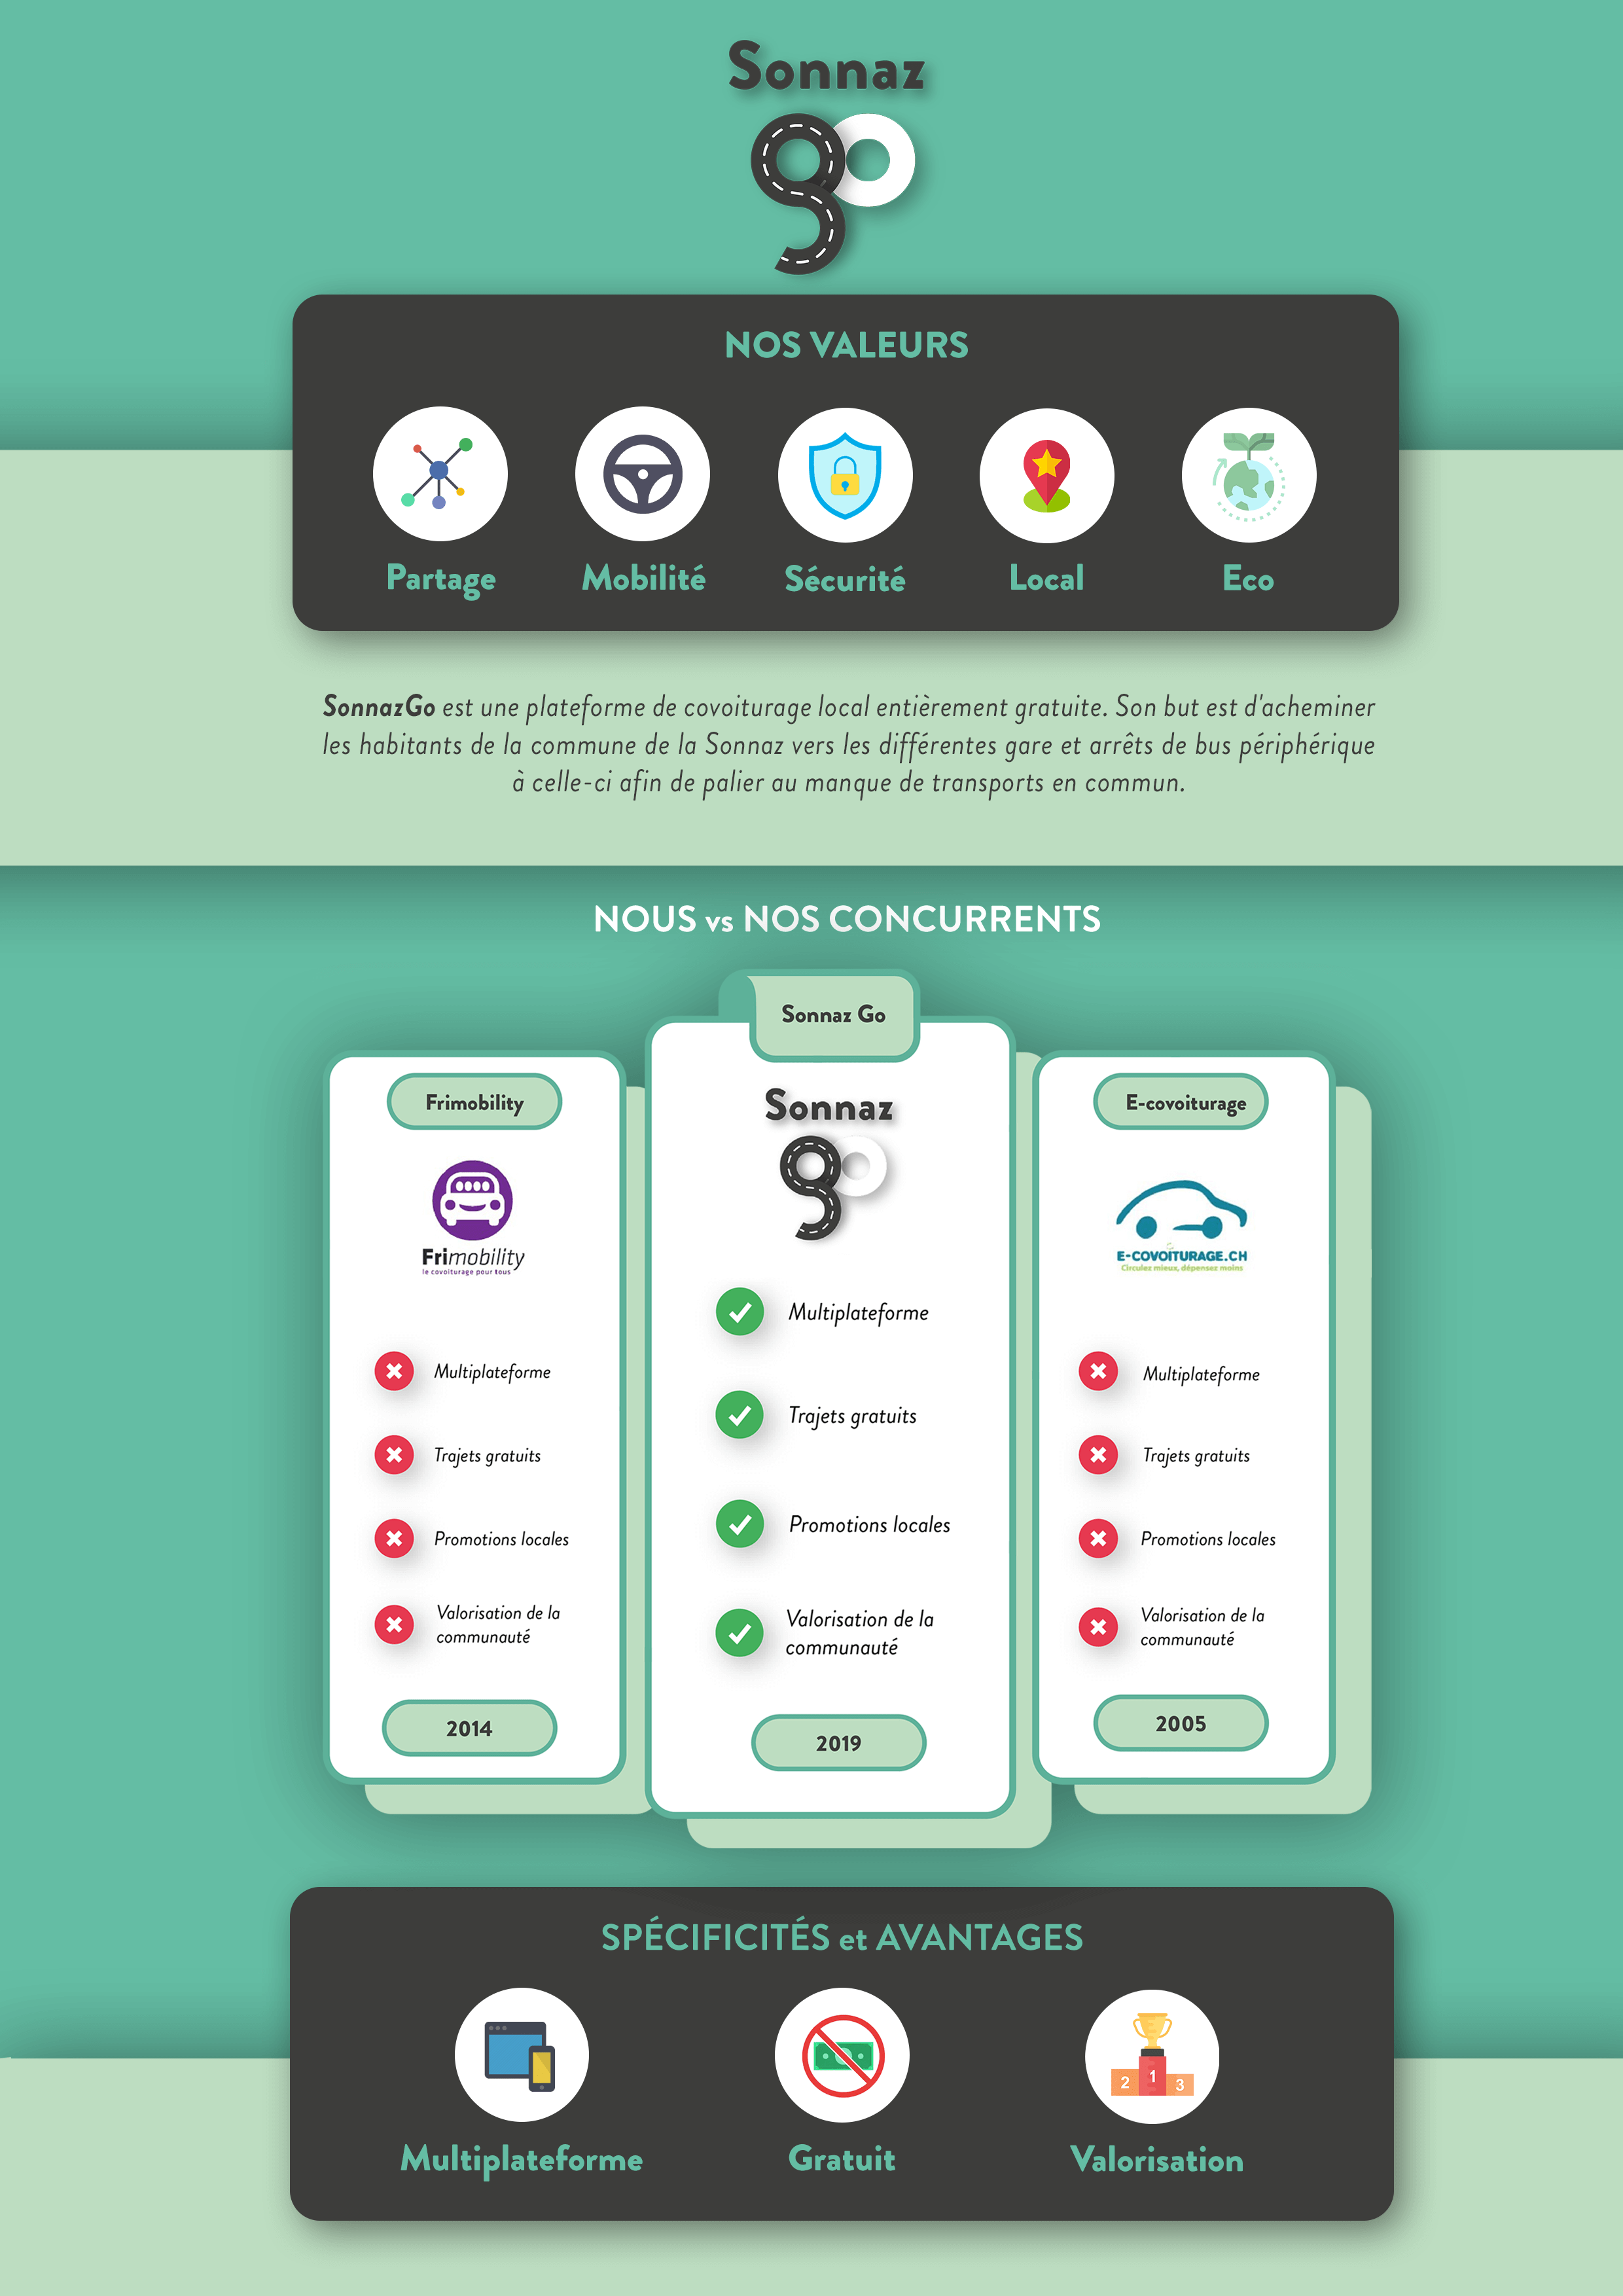 Sonnaz
go
NOS VALEURS
Partage
Mobilité
Sécurité
Local
Eco
SonnazGo est une plateforme de covoiturage local entièrement gratuite. Son but est d'acheminer
les habitants de la commune de la Sonnaz vers les différentes gare et arrêts de bus périphérique
à celle-ci afin de palier au manque de transports en commun.
NOUS vs NOS CONCURRENTS
Frimobility
Frimobility
le covoiturage pour tous
Multiplateforme
Trajets gratuits
Promotions locales
Valorisation de la
communauté
2014
Sonnaz Go
Sonnaz
go
Multiplateforme
Trajets gratuits
Promotions locales
Valorisation de la
communauté
2019
E-covoiturage
E-COVOITURAGE.CH
Circulez mieux, dépensez moins
Multiplateforme
Trajets gratuits
Promotions locales
Valorisation de la
communauté
2005
SPÉCIFICITÉS et AVANTAGES
Multiplateforme
Gratuit
2 1 3
Valorisation